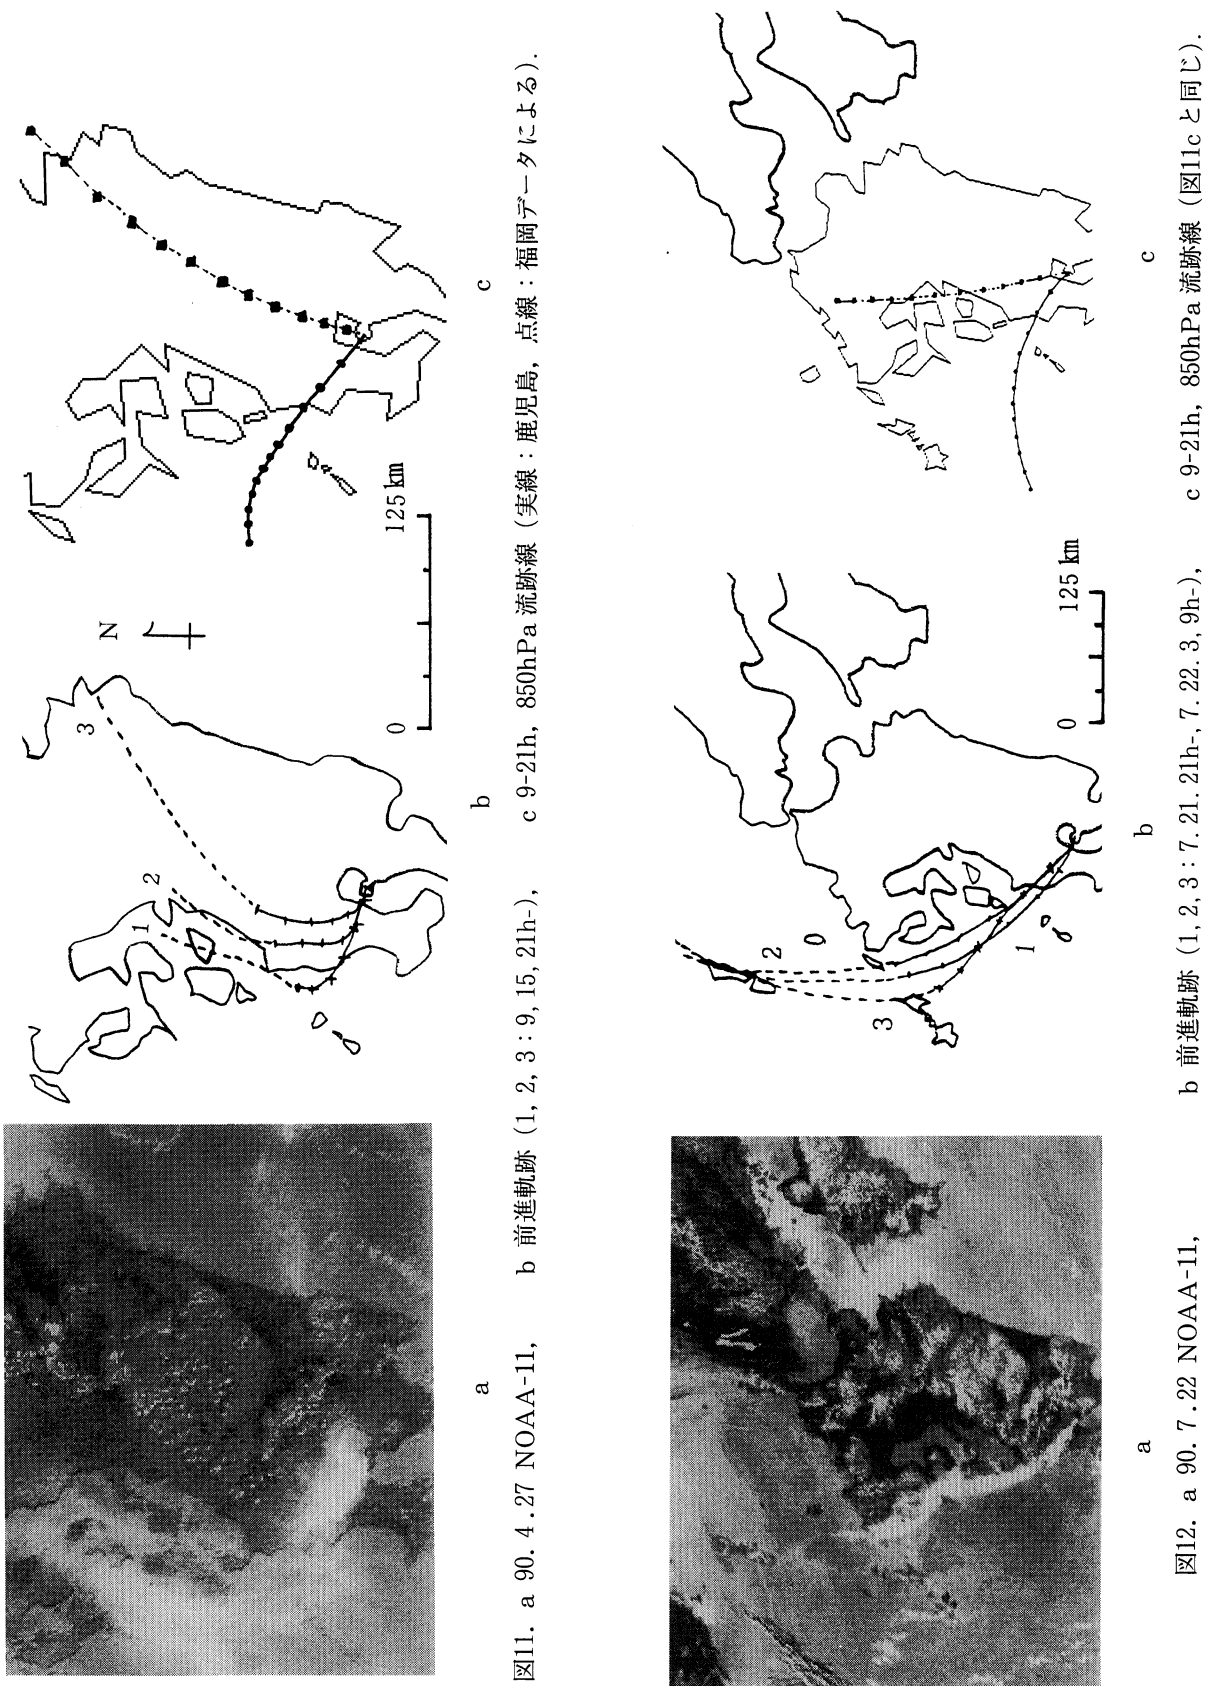 a
1
2
3
N
0
125 km
b
c
図11. a 90. 4. 27 NOAA-11, b 前進軌跡 (1, 2, 3 : 9, 15, 21h-), c 9-21h, 850hPa 流跡線 (実線 : 鹿児島, 点線 : 福岡データによる).
a
3
2
0
1
0
125 km
b
c
図12. a 90. 7. 22 NOAA-11, b 前進軌跡 (1, 2, 3 : 7. 21. 21h-, 7. 22. 3, 9h-), c 9-21h, 850hPa 流跡線 (図11c と同じ).